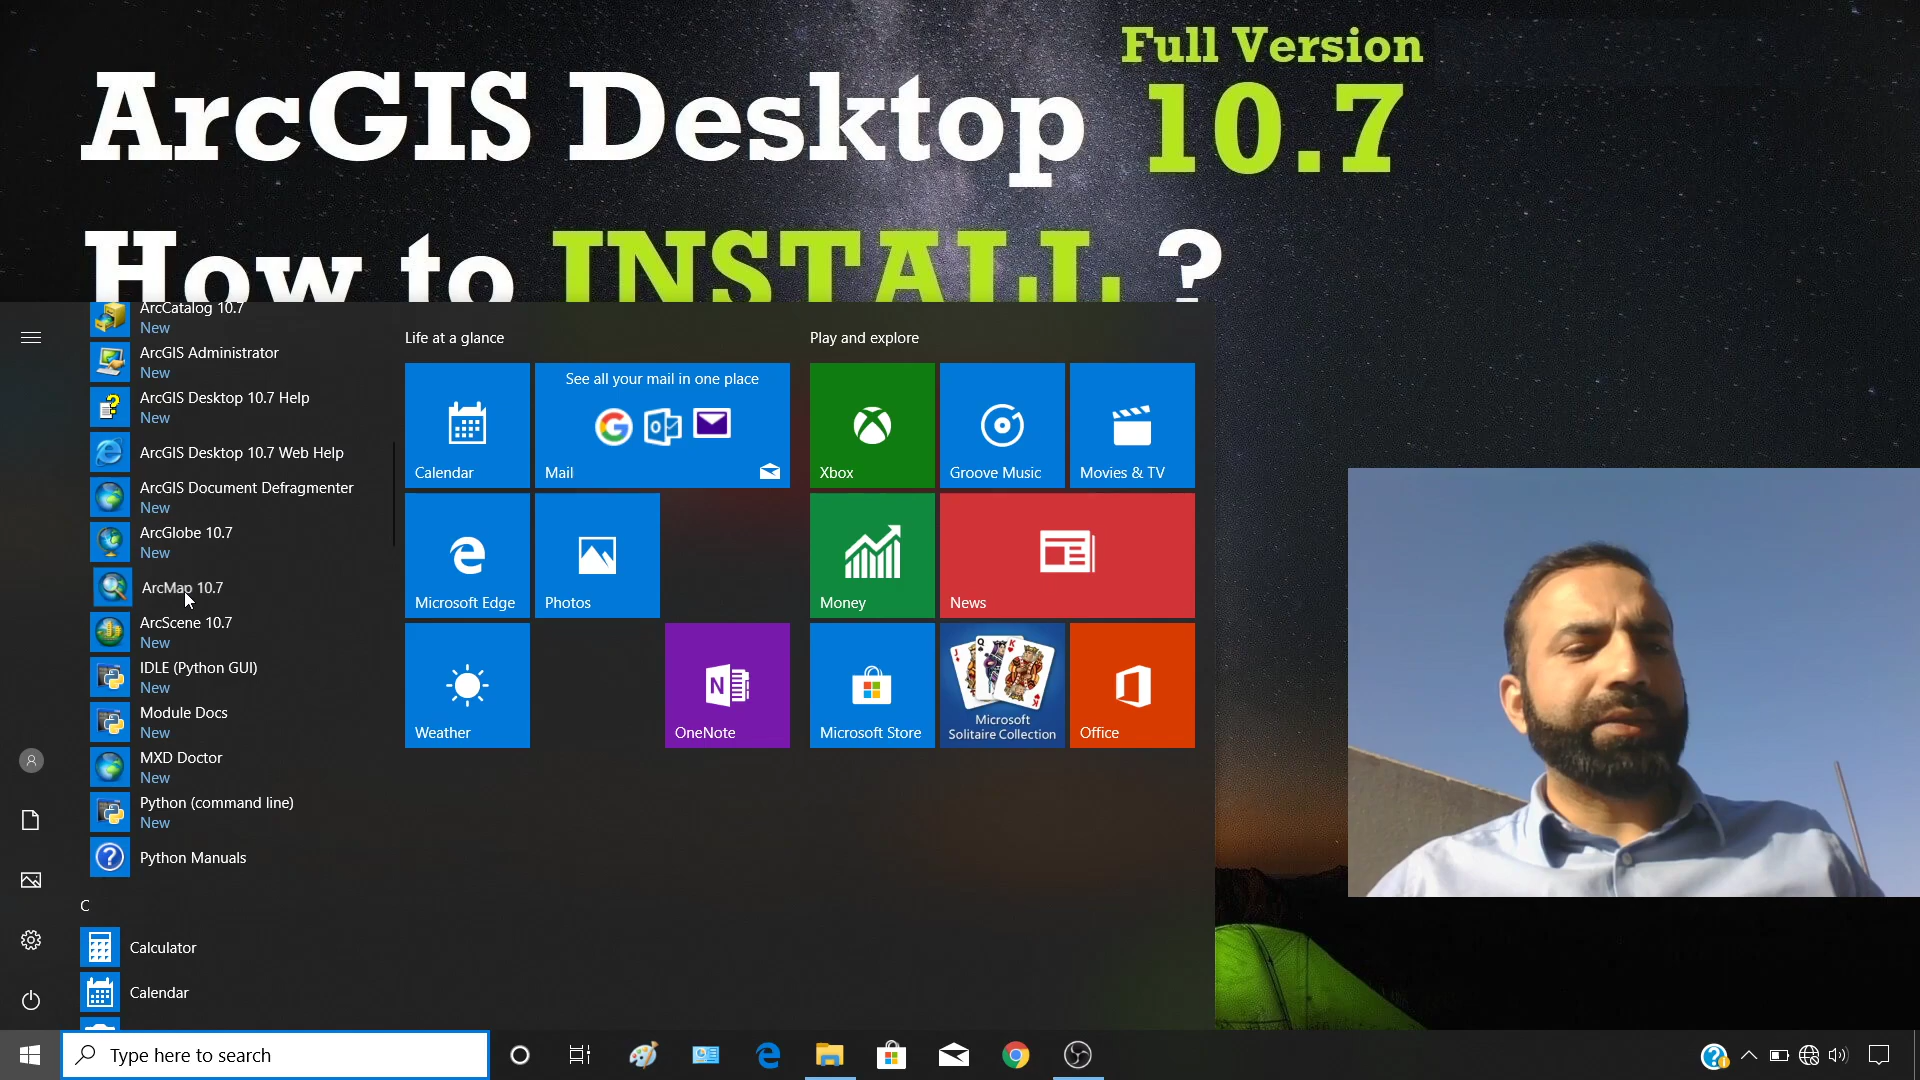 Full Version
ArcGIS Desktop 10.7
How to INSTALL ?
ArcCatalog 10.7
New
ArcGIS Administrator
New
ArcGIS Desktop 10.7 Help
New
ArcGIS Desktop 10.7 Web Help
ArcGIS Document Defragmenter
New
ArcGlobe 10.7
New
ArcMap 10.7
ArcScene 10.7
New
IDLE (Python GUI)
New
Module Docs
New
MXD Doctor
New
Python (command line)
New
Python Manuals
C
Calculator
Calendar
Life at a glance
Calendar
See all your mail in one place
Mail
Microsoft Edge
Photos
Weather
OneNote
Play and explore
Xbox
Groove Music
Movies & TV
Money
News
Microsoft Store
Microsoft
Solitaire Collection
Office
Type here to search